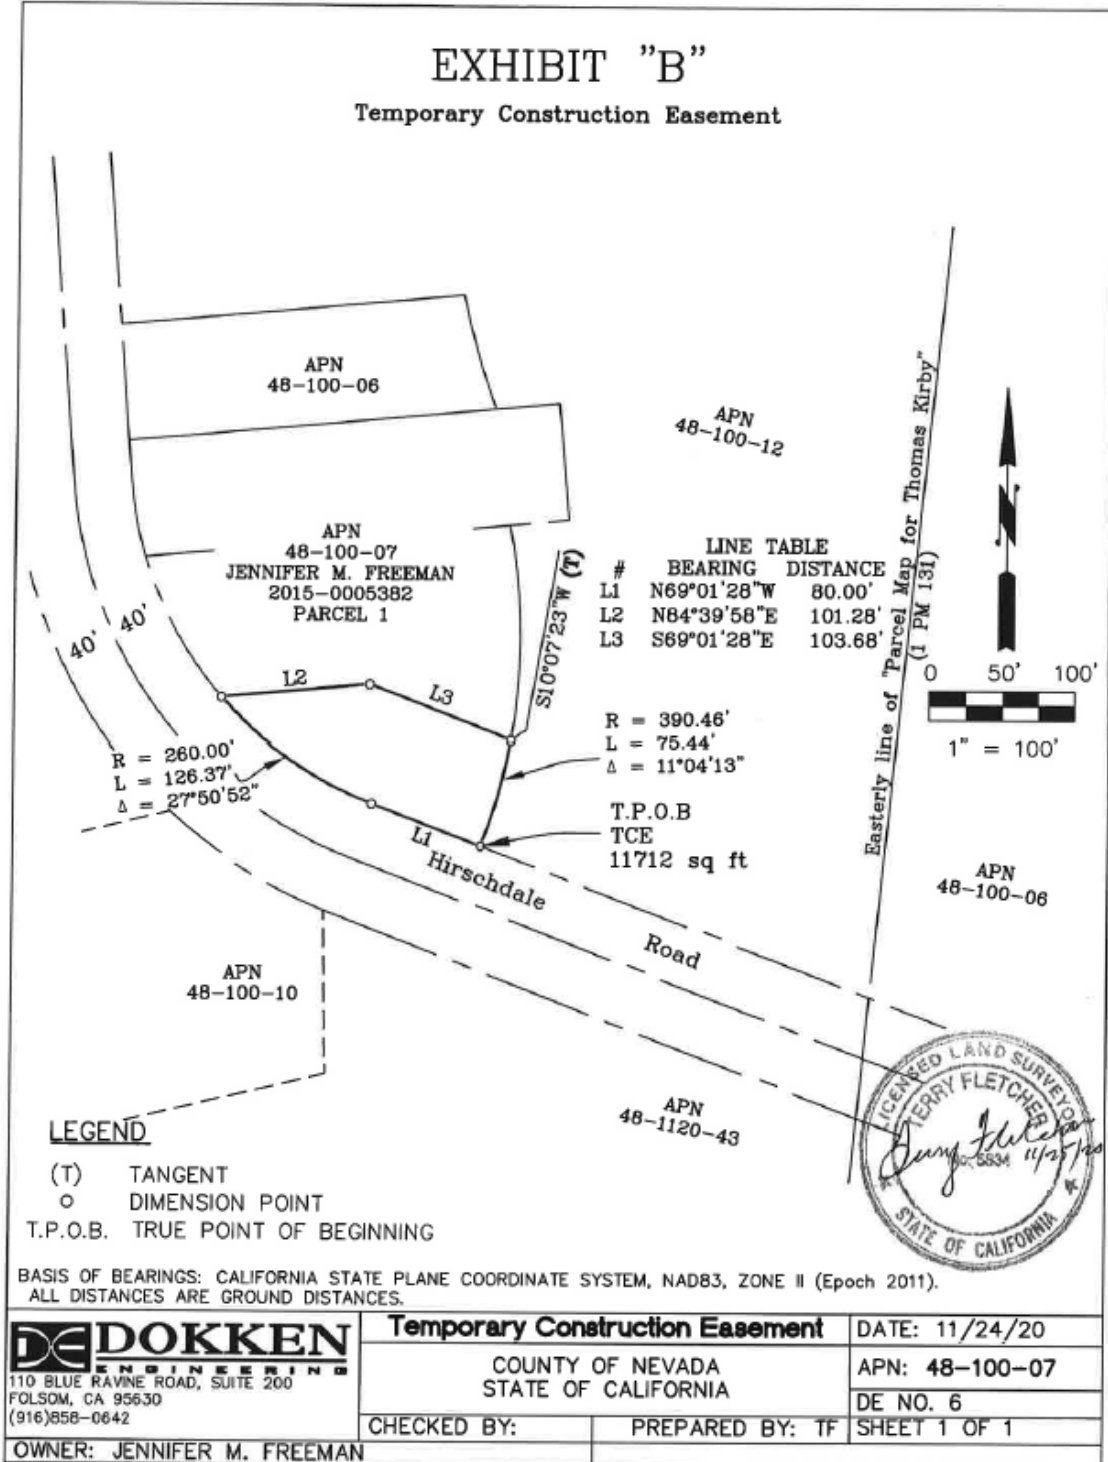 EXHIBIT "B"
Temporary Construction Easement
APN
48-100-06
APN
48-100-12
Easterly line of "Parcel Map for Thomas Kirby"
(1 PM 131)
N
APN
48-100-07
JENNIFER M. FREEMAN
2015-0005382
PARCEL 1
S10°07'23"W (T)
LINE TABLE
# BEARING DISTANCE
L1 N69°01'28"W 80.00'
L2 N84°39'58"E 101.28'
L3 S69°01'28"E 103.68'
40' 40'
L2
L3
0 50' 100'
1" = 100'
R = 260.00'
L = 126.37'
Δ = 27°50'52"
R = 390.46'
L = 75.44'
Δ = 11°04'13"
T.P.O.B
TCE
11712 sq ft
L1
Hirschdale
Road
APN
48-100-06
APN
48-100-10
APN
48-1120-43
LICENSED LAND SURVEYOR
TERRY FLETCHER
No. 5834
11/25/20
STATE OF CALIFORNIA
LEGEND
(T) TANGENT
o DIMENSION POINT
T.P.O.B. TRUE POINT OF BEGINNING
BASIS OF BEARINGS: CALIFORNIA STATE PLANE COORDINATE SYSTEM, NAD83, ZONE II (Epoch 2011).
ALL DISTANCES ARE GROUND DISTANCES.
DE DOKKEN
ENGINEERING
110 BLUE RAVINE ROAD, SUITE 200
FOLSOM, CA 95630
(916)858-0642
Temporary Construction Easement
COUNTY OF NEVADA
STATE OF CALIFORNIA
CHECKED BY: PREPARED BY: TF
DATE: 11/24/20
APN: 48-100-07
DE NO. 6
SHEET 1 OF 1
OWNER: JENNIFER M. FREEMAN